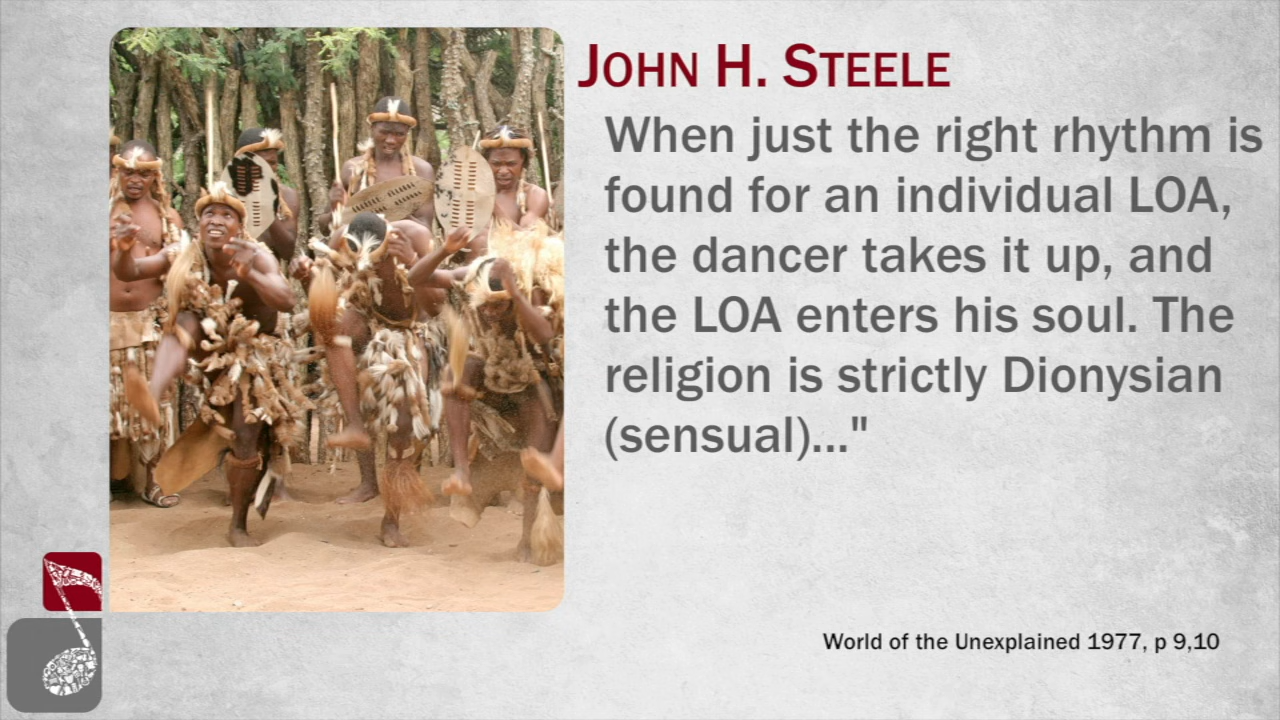 JOHN H. STEELE
When just the right rhythm is
found for an individual LOA,
the dancer takes it up, and
the LOA enters his soul. The
religion is strictly Dionysian
(sensual)..."
World of the Unexplained 1977, p 9,10